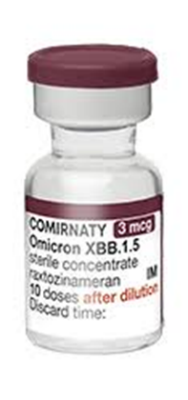 COMIRNATY 3 mcg
Omicron XBB.1.5
sterile concentrate
raxtozinameran IM
10 doses after dilution
Discard time: